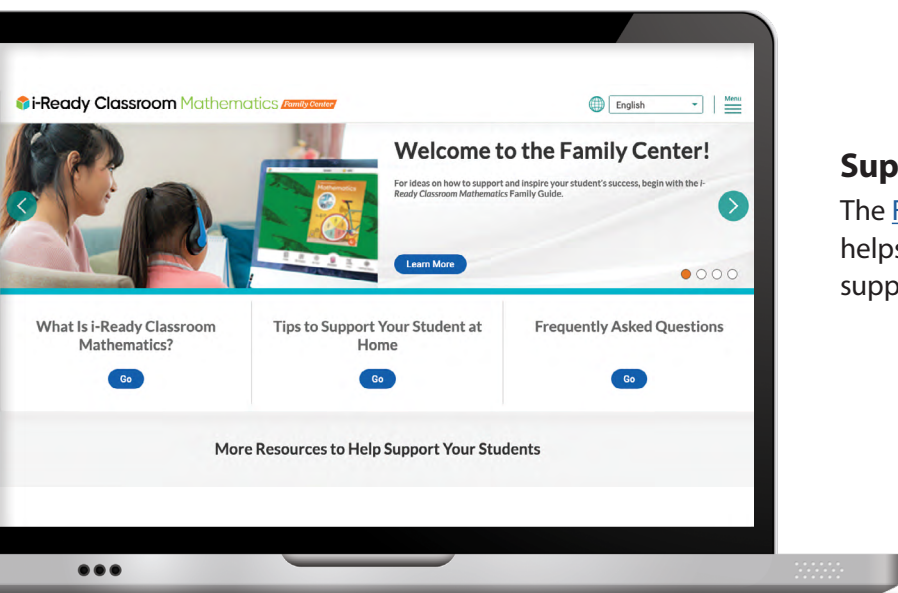 i-Ready Classroom Mathematics Family Center
English
Menu
Welcome to the Family Center!
For ideas on how to support and inspire your student's success, begin with the i-
Ready Classroom Mathematics Family Guide.
Learn More
Mathematics
What Is i-Ready Classroom
Mathematics?
Go
Tips to Support Your Student at
Home
Go
Frequently Asked Questions
Go
More Resources to Help Support Your Students
Sup
The F
helps
supp